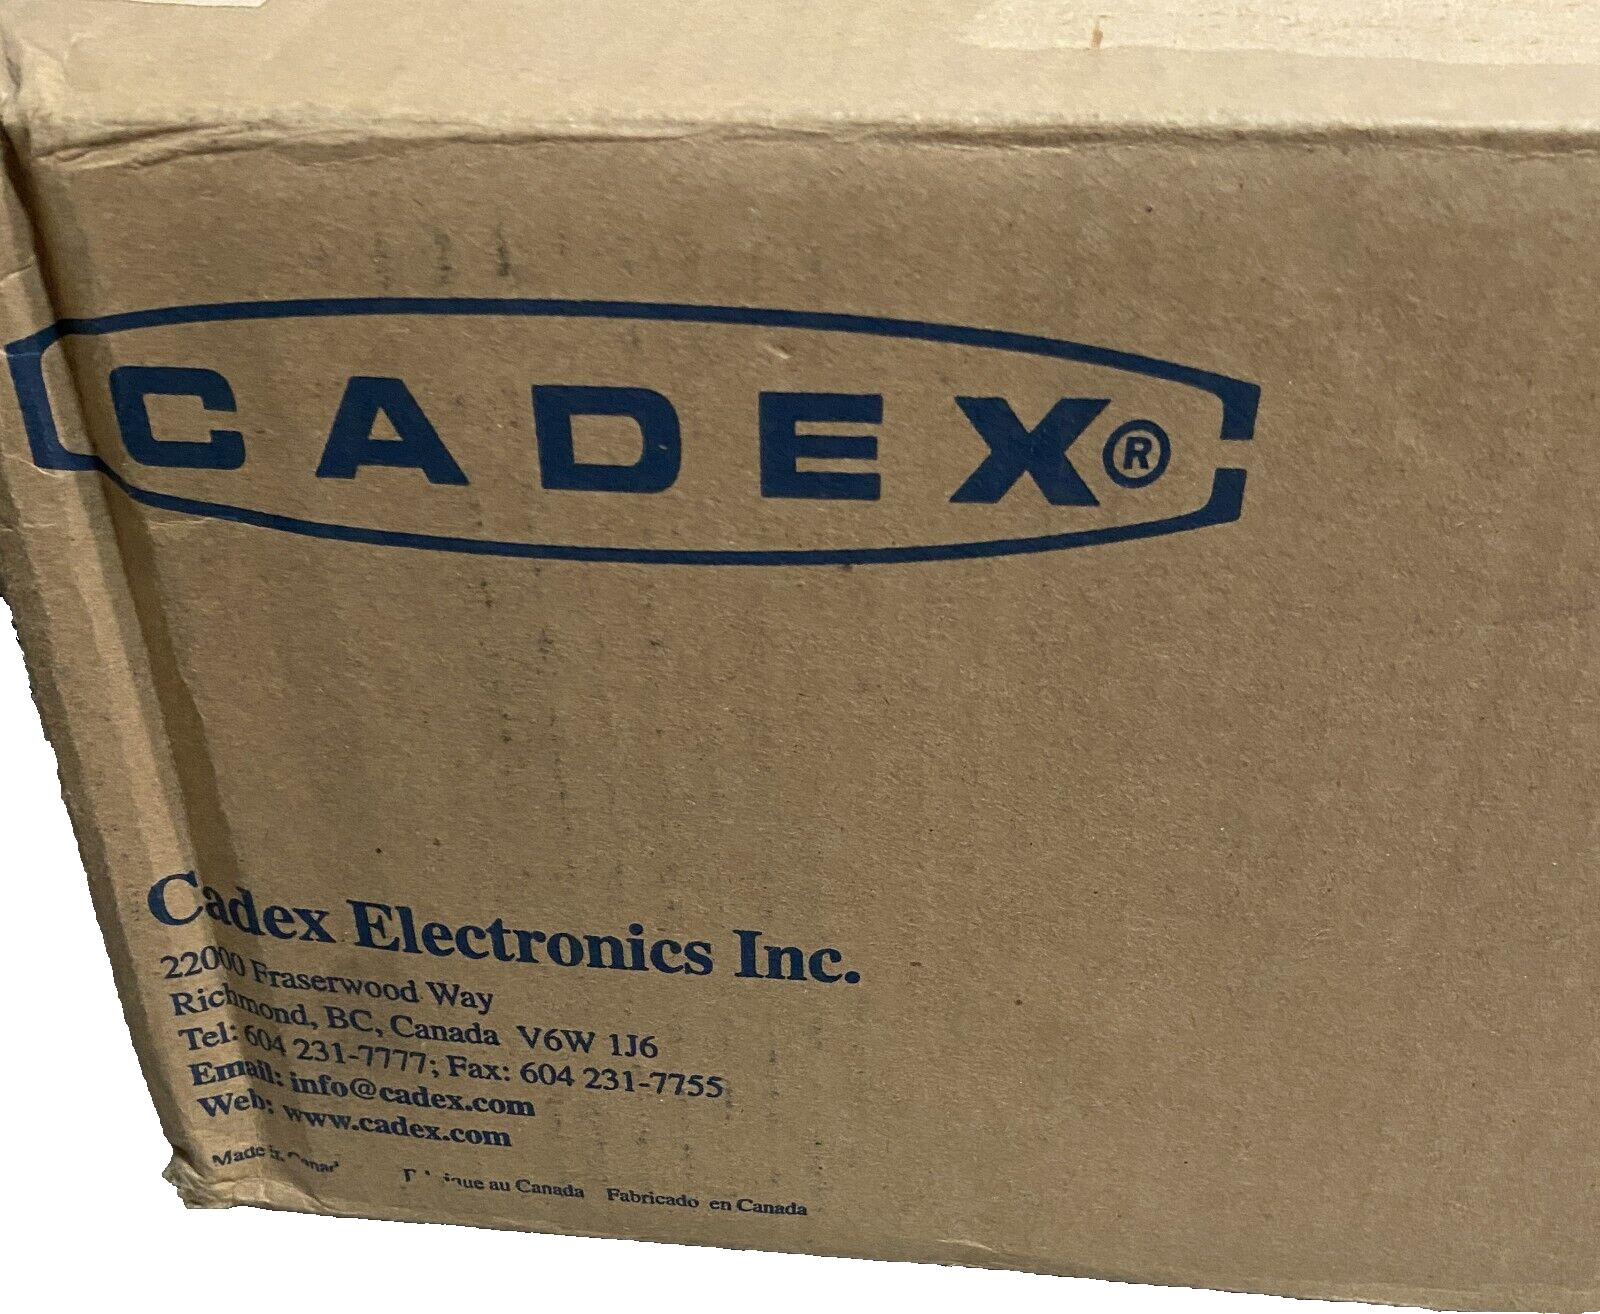 CADEX®
Cadex Electronics Inc.
22000 Fraserwood Way
Richmond, BC, Canada V6W 1J6
Tel: 604 231-7777; Fax: 604 231-7755
Email: info@cadex.com
Web: www.cadex.com
Made au Canada Fabricado en Canada